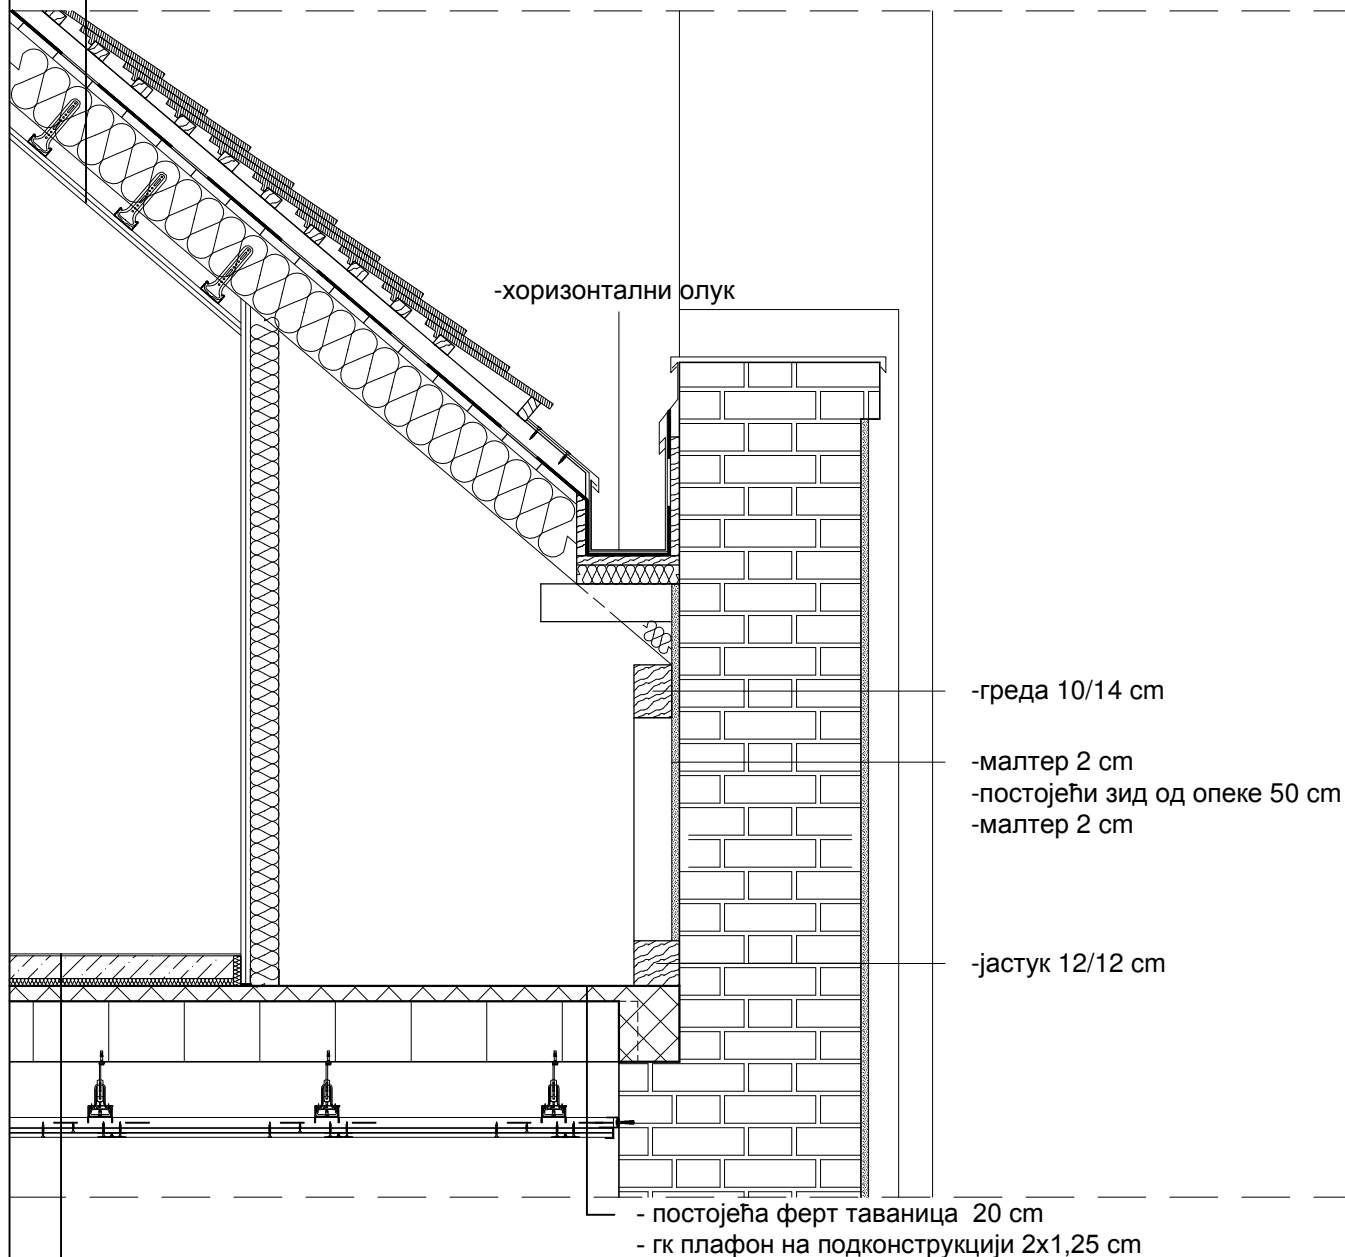 -хоризонтални олук
-греда 10/14 cm
-малтер 2 cm
-постојећи зид од опеке 50 cm
-малтер 2 cm
-јастук 12/12 cm
- постојећа ферт таваница  20 cm
- гк плафон на подконструкцији 2x1,25 cm